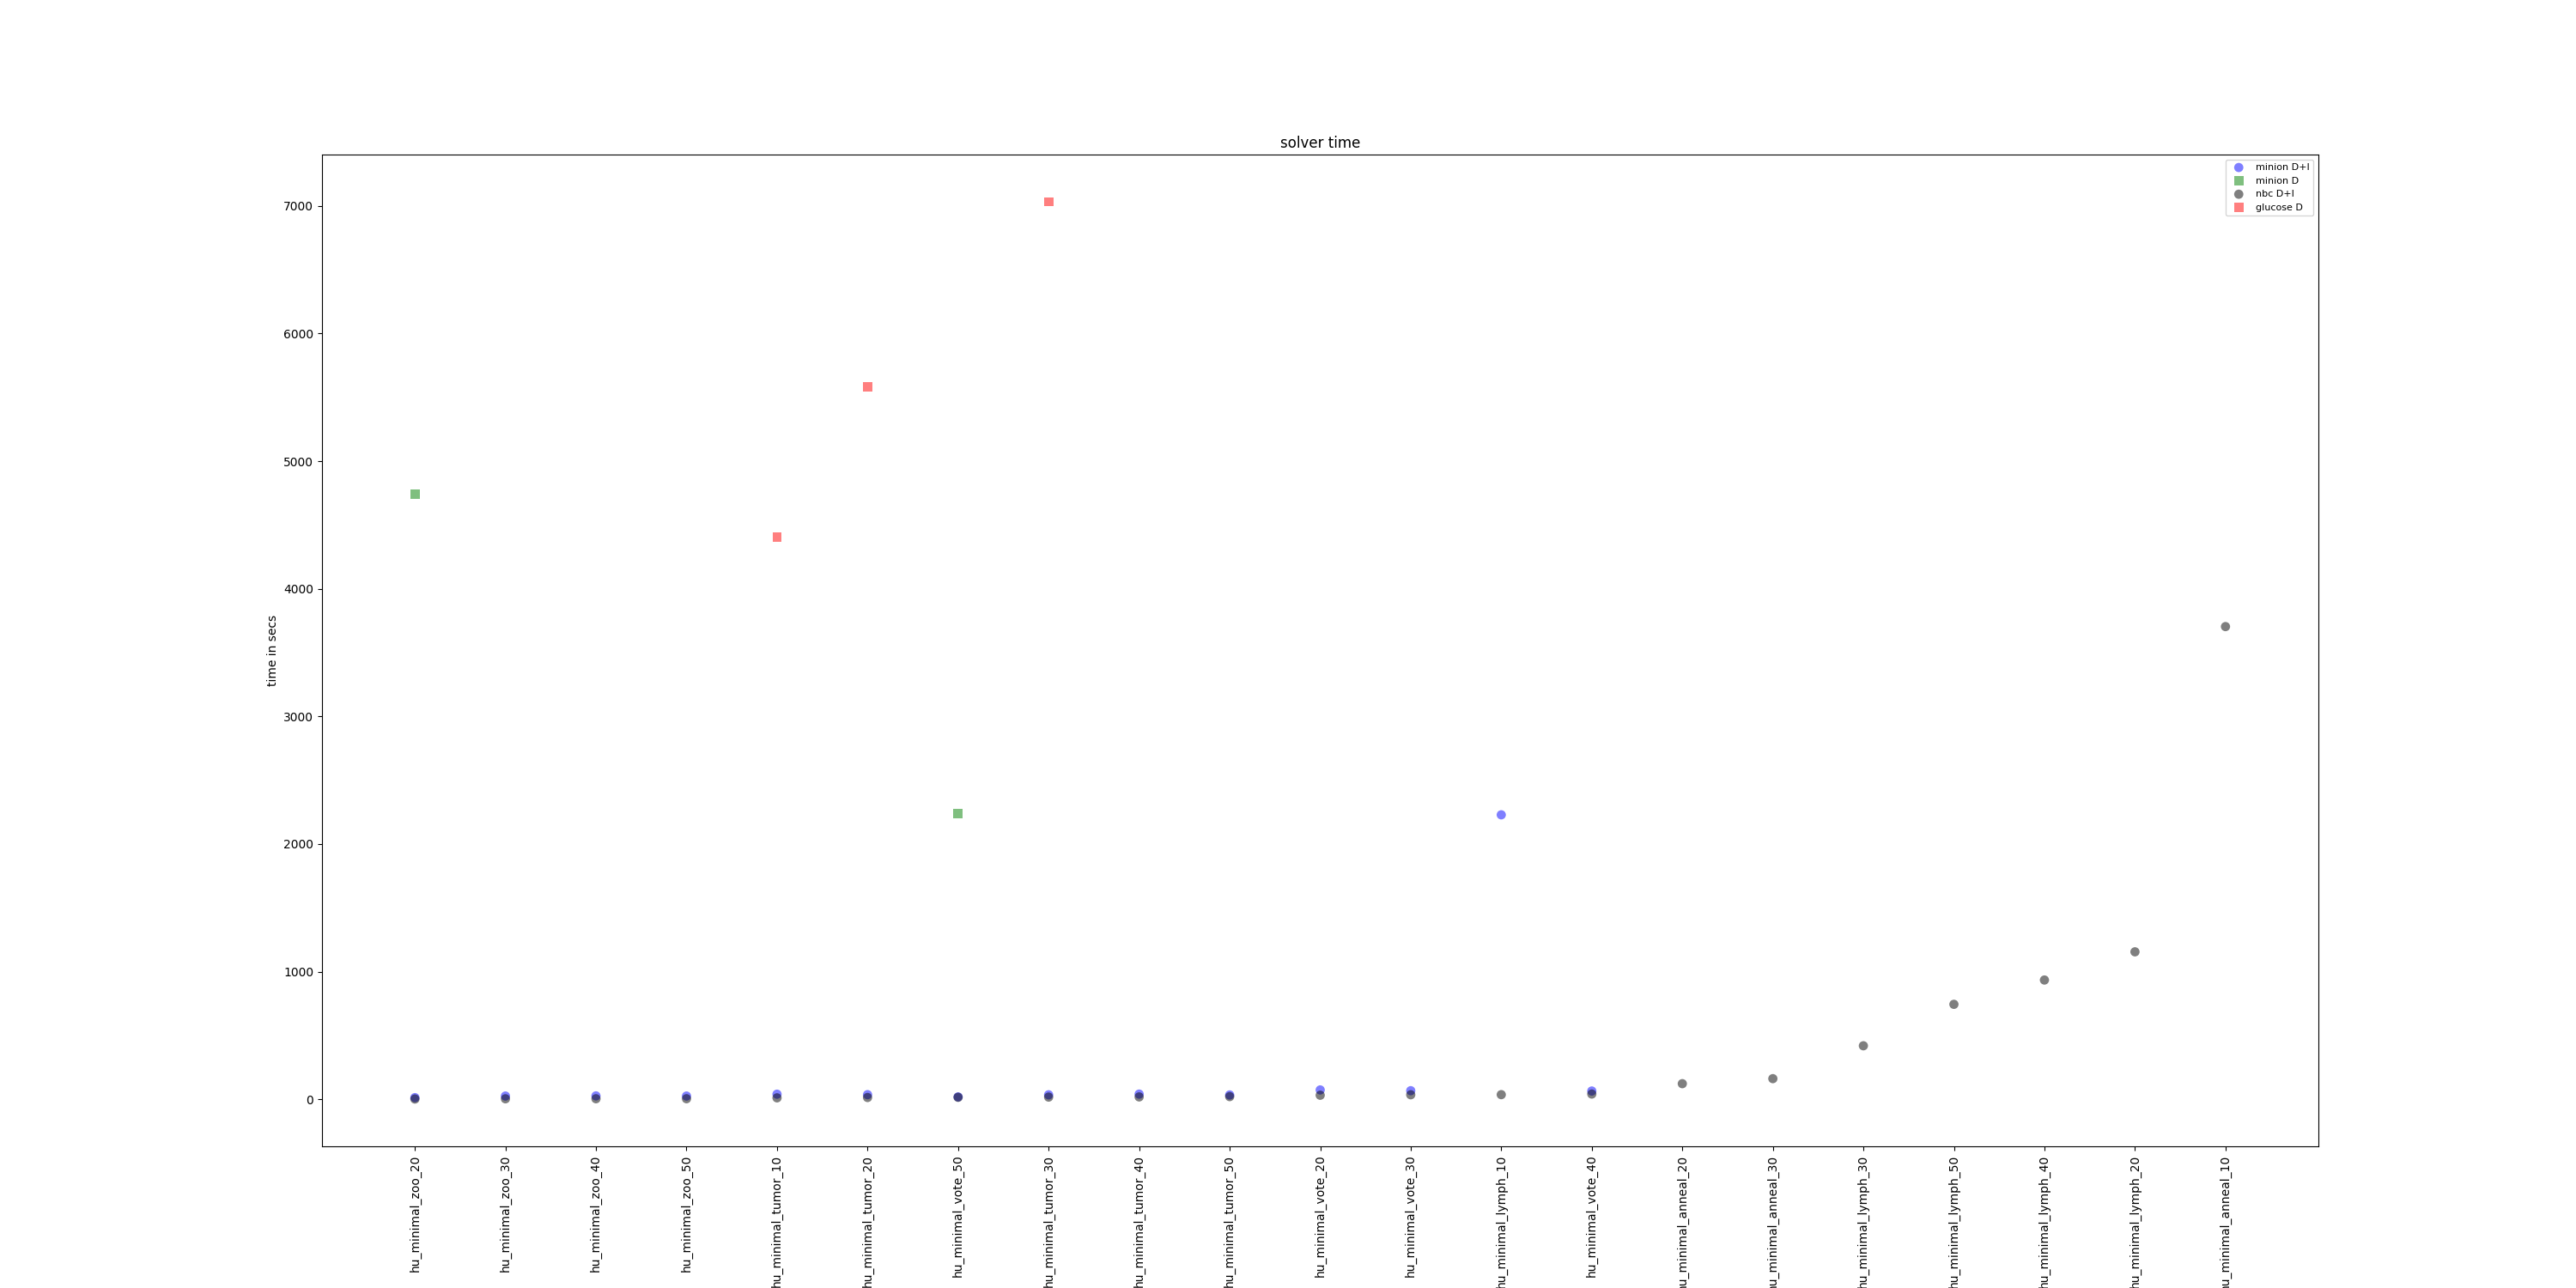 solver time
minion D+I
minion D
nbc D+I
glucose D
7000
6000
5000
4000
3000
2000
1000
0
time in secs
hu_minimal_zoo_20
hu_minimal_zoo_30
hu_minimal_zoo_40
hu_minimal_zoo_50
hu_minimal_tumor_10
hu_minimal_tumor_20
hu_minimal_vote_50
hu_minimal_tumor_30
hu_minimal_tumor_40
hu_minimal_tumor_50
hu_minimal_vote_20
hu_minimal_vote_30
hu_minimal_lymph_10
hu_minimal_vote_40
hu_minimal_anneal_20
hu_minimal_anneal_30
hu_minimal_lymph_30
hu_minimal_lymph_50
hu_minimal_lymph_40
hu_minimal_lymph_20
hu_minimal_anneal_10